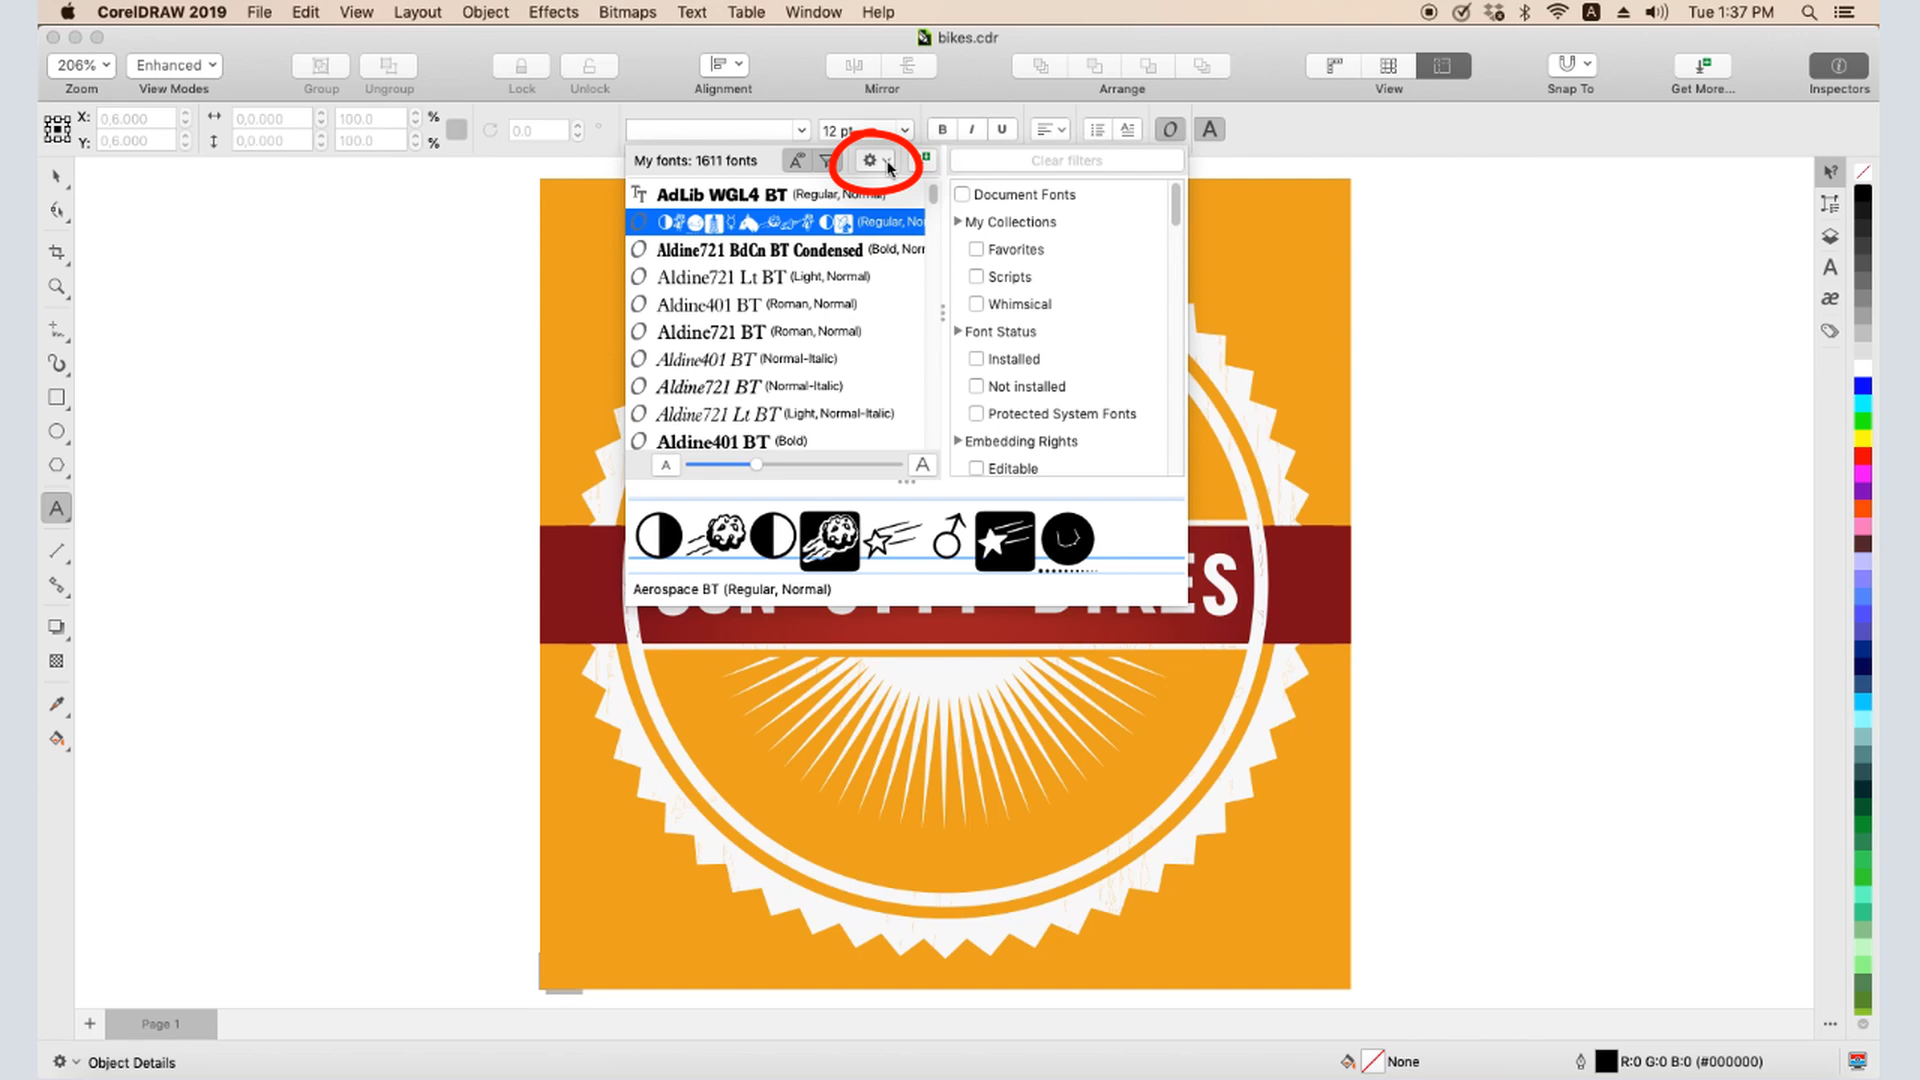 CorelDRAW 2019 File Edit View Layout Object Effects Bitmaps Text Table Window Help A Tue 1:37 PM
bikes.cdr
206% Enhanced
Zoom View Modes Group Ungroup Lock Unlock Alignment Mirror Arrange View Snap To Get More... Inspectors
X: 0,6.000 0,0.000 100.0 %
Y: 0,6.000 0,0.000 100.0 %
0.0 °
12 pt B I U O A
My fonts: 1611 fonts Clear filters
AdLib WGL4 BT (Regular, Normal)
(Regular, No
Aldine721 BdCn BT Condensed (Bold, Norr
Aldine721 Lt BT (Light, Normal)
Aldine401 BT (Roman, Normal)
Aldine721 BT (Roman, Normal)
Aldine401 BT (Normal-Italic)
Aldine721 BT (Normal-Italic)
Aldine721 Lt BT (Light, Normal-Italic)
Aldine401 BT (Bold)
A A
Document Fonts
My Collections
Favorites
Scripts
Whimsical
Font Status
Installed
Not installed
Protected System Fonts
Embedding Rights
Editable
Aerospace BT (Regular, Normal)
BIKES
Page 1
Object Details None R:0 G:0 B:0 (#000000)